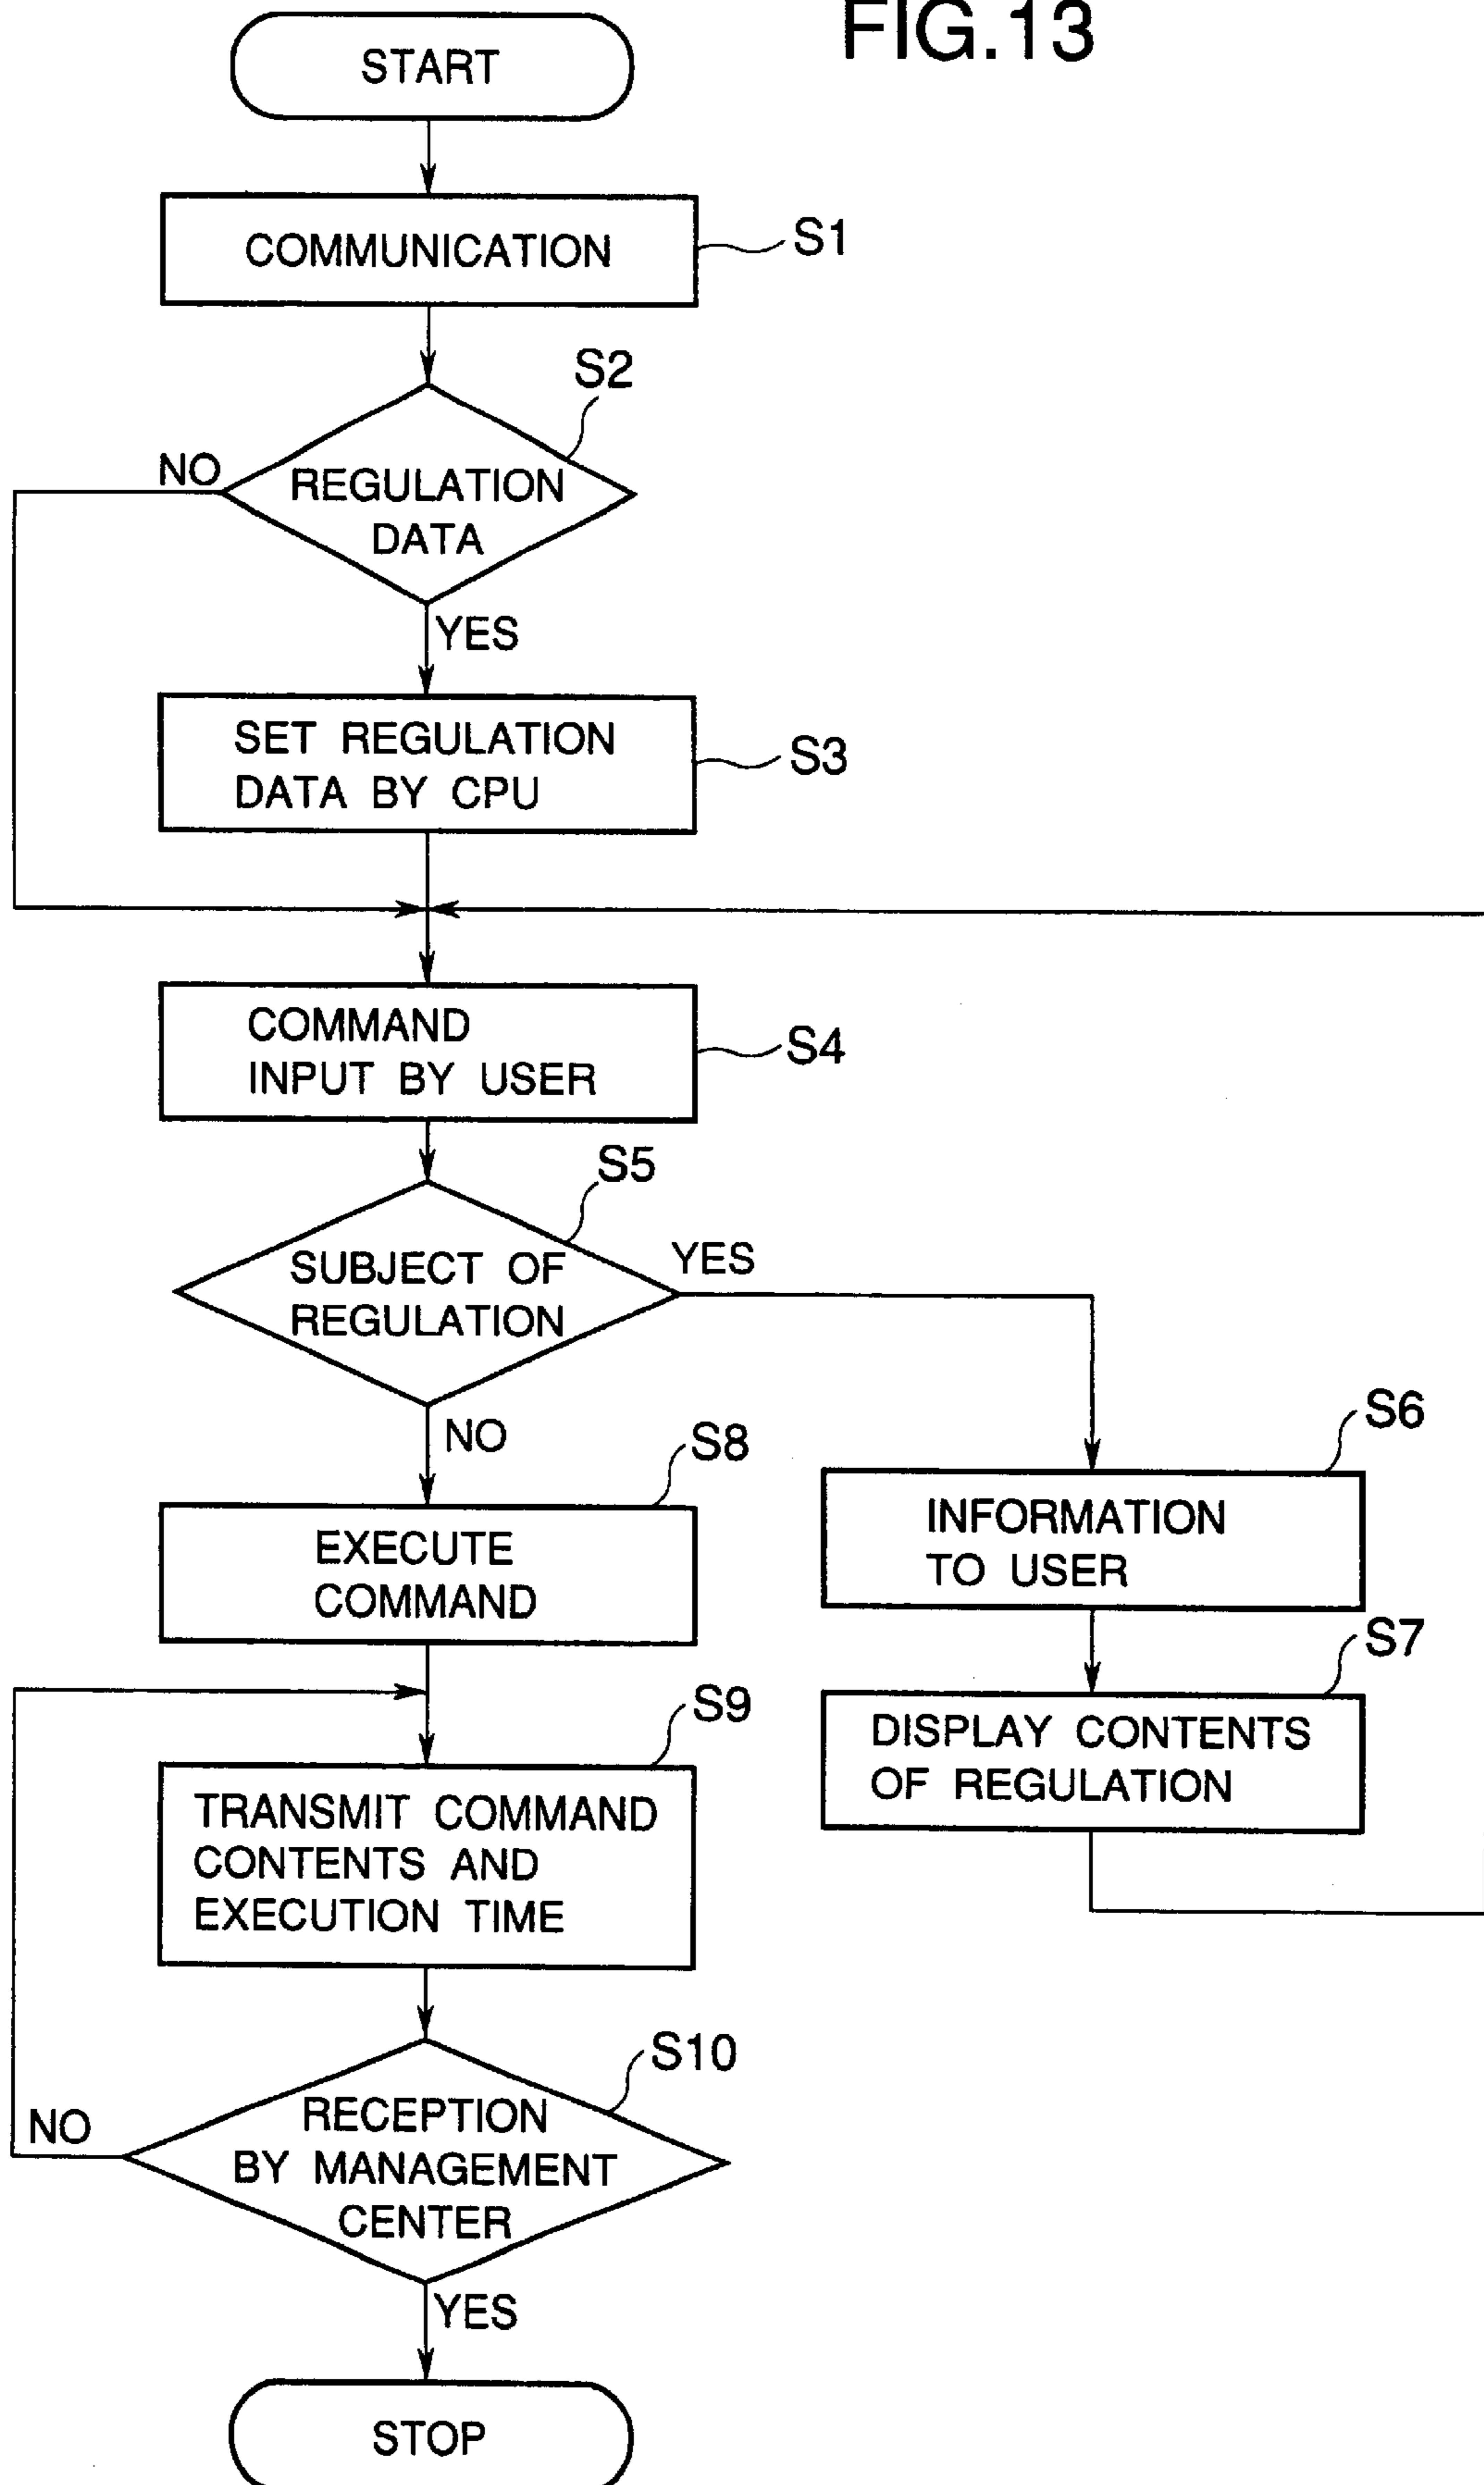 FIG.13
START
COMMUNICATION
S1
S2
NO
REGULATION
DATA
YES
SET REGULATION
DATA BY CPU
S3
COMMAND
INPUT BY USER
S4
S5
SUBJECT OF
REGULATION
YES
NO
S6
INFORMATION
TO USER
S7
DISPLAY CONTENTS
OF REGULATION
S8
EXECUTE
COMMAND
S9
TRANSMIT COMMAND
CONTENTS AND
EXECUTION TIME
S10
RECEPTION
BY MANAGEMENT
CENTER
NO
YES
STOP